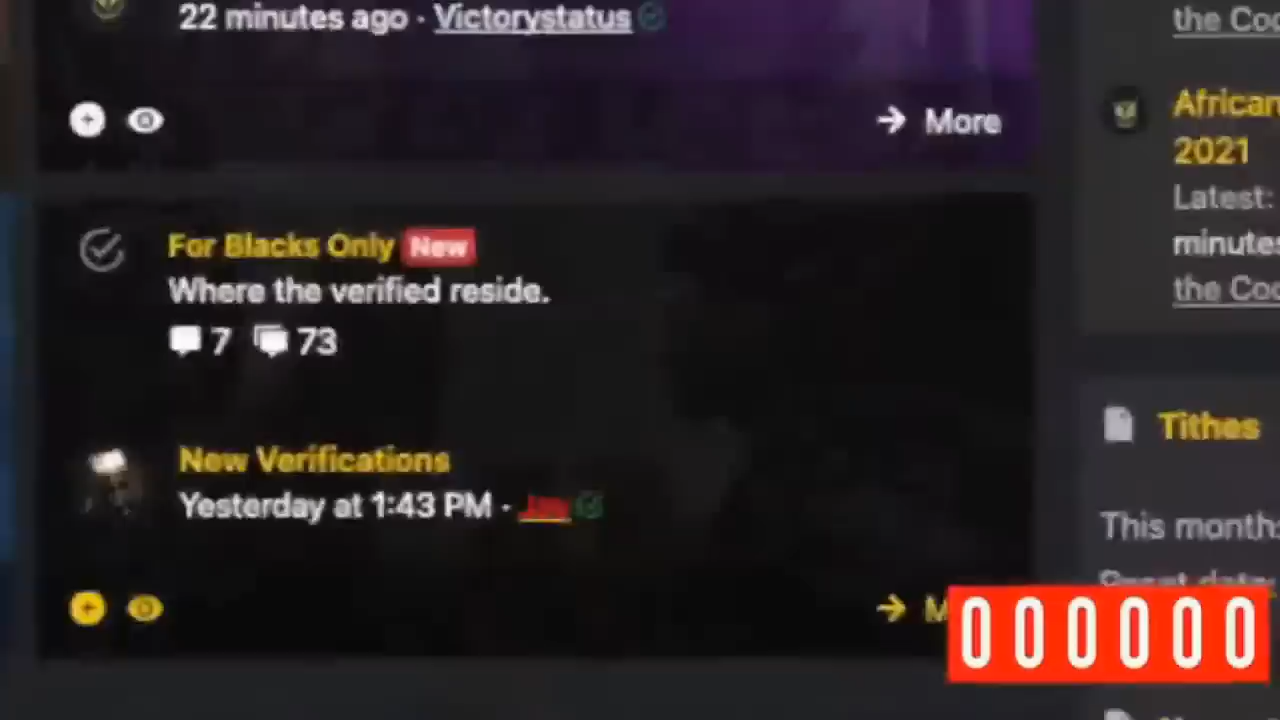 22 minutes ago · Victorystatus
More
For Blacks Only New
Where the verified reside.
7 73
New Verifications
Yesterday at 1:43 PM ·
the Coo
African
2021
Latest:
minutes
the Coo
Tithes
This month:
000000